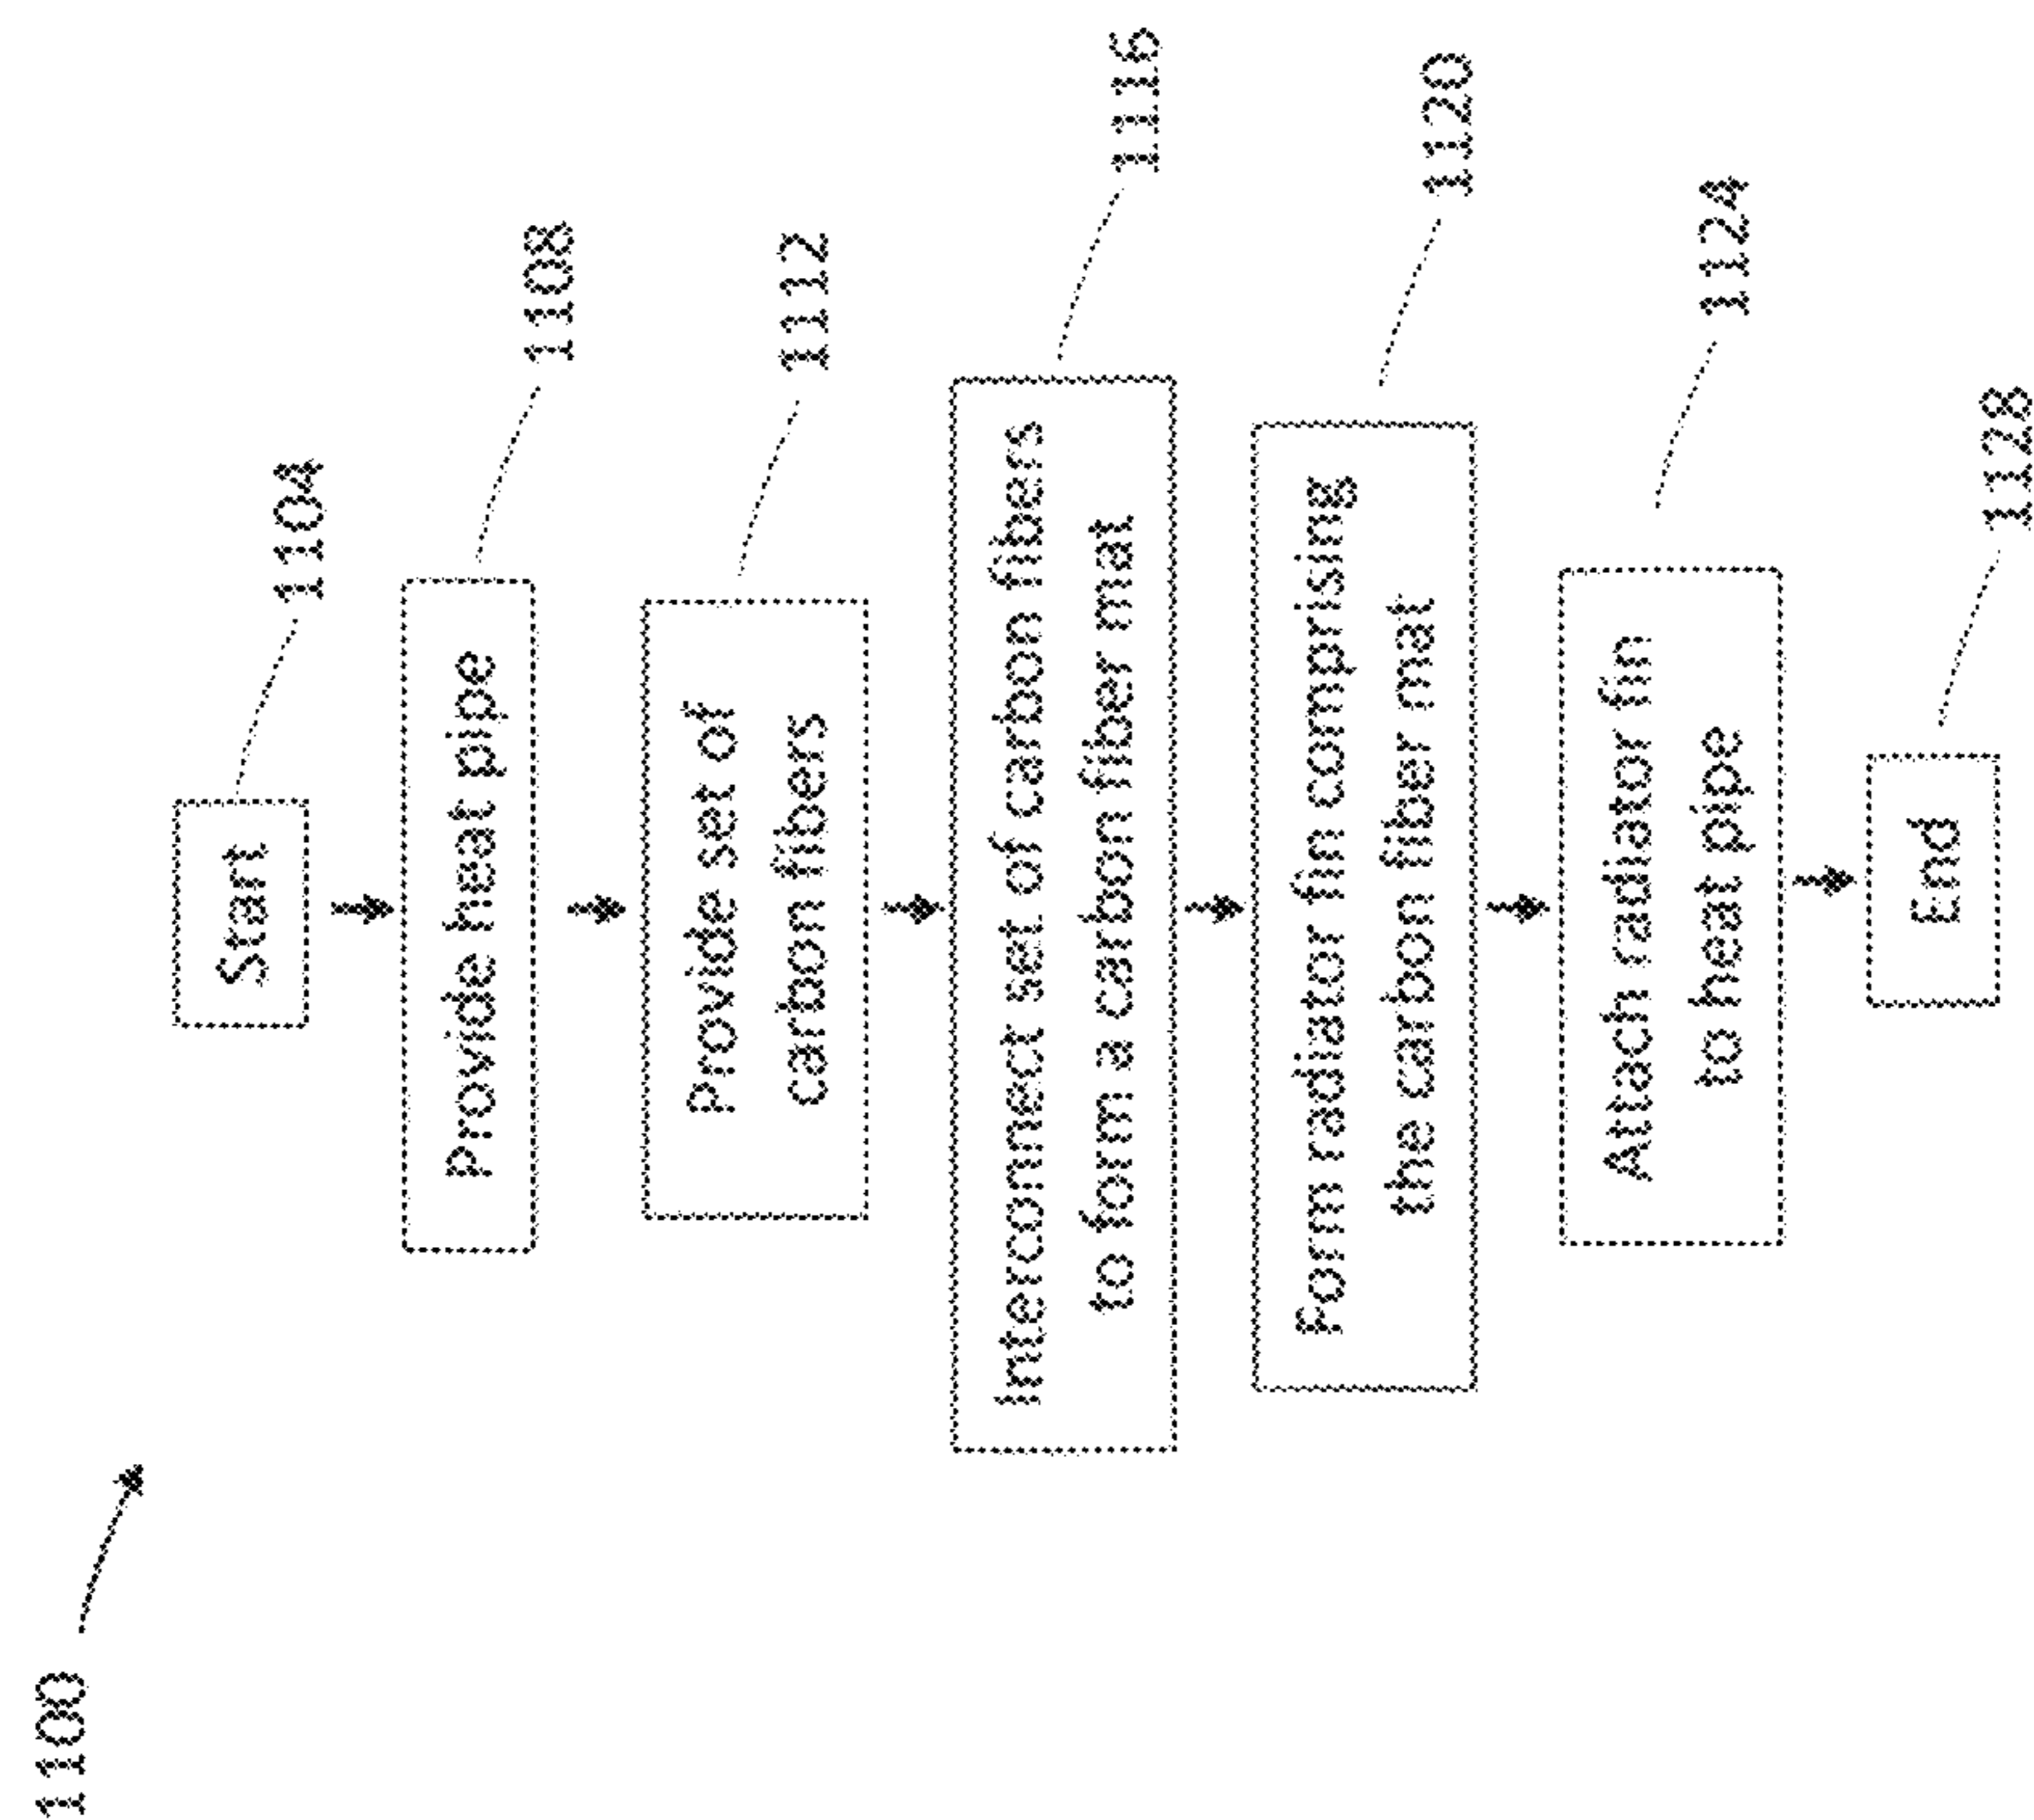 1100
Start
1104
Provide heat pipe
1108
Provide set of
carbon fibers
1112
Interconnect set of carbon fibers
to form a carbon fiber mat
1116
Form radiator fin comprising
the carbon fiber mat
1120
Attach radiator fin
to heat pipe
1124
End
1128